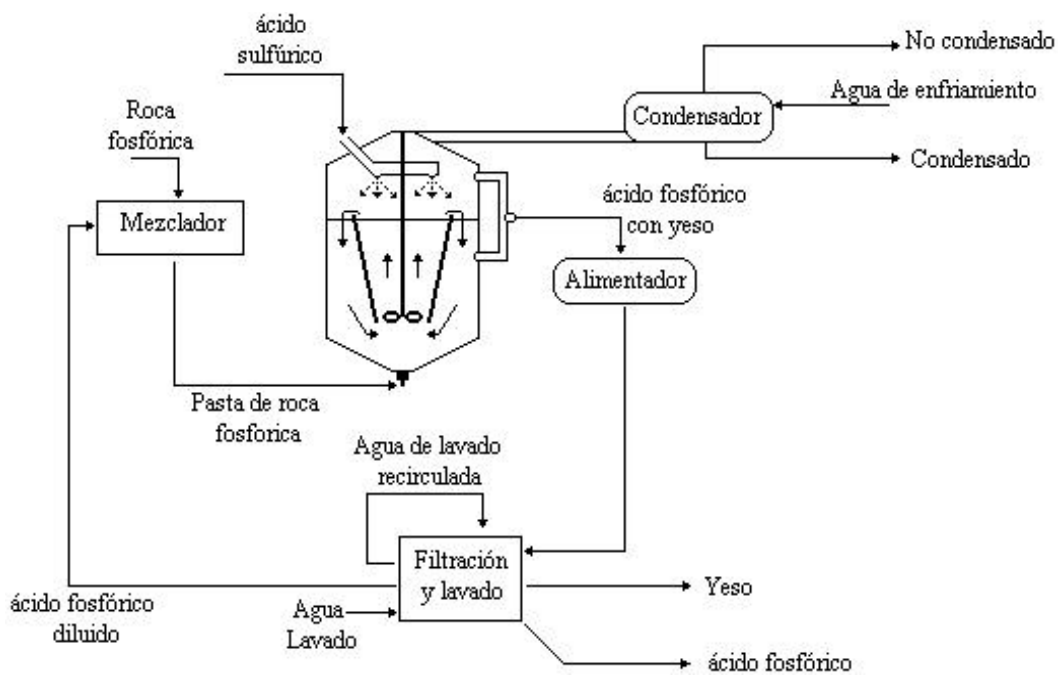 ácido
sulfúrico
No condensado
Agua de enfriamiento
Condensador
Condensado
Roca
fosfórica
Mezclador
ácido fosfórico
con yeso
Alimentador
Pasta de roca
fosforica
Agua de lavado
recirculada
Filtración
y lavado
Yeso
ácido fosfórico
diluido
Agua
Lavado
ácido fosfórico